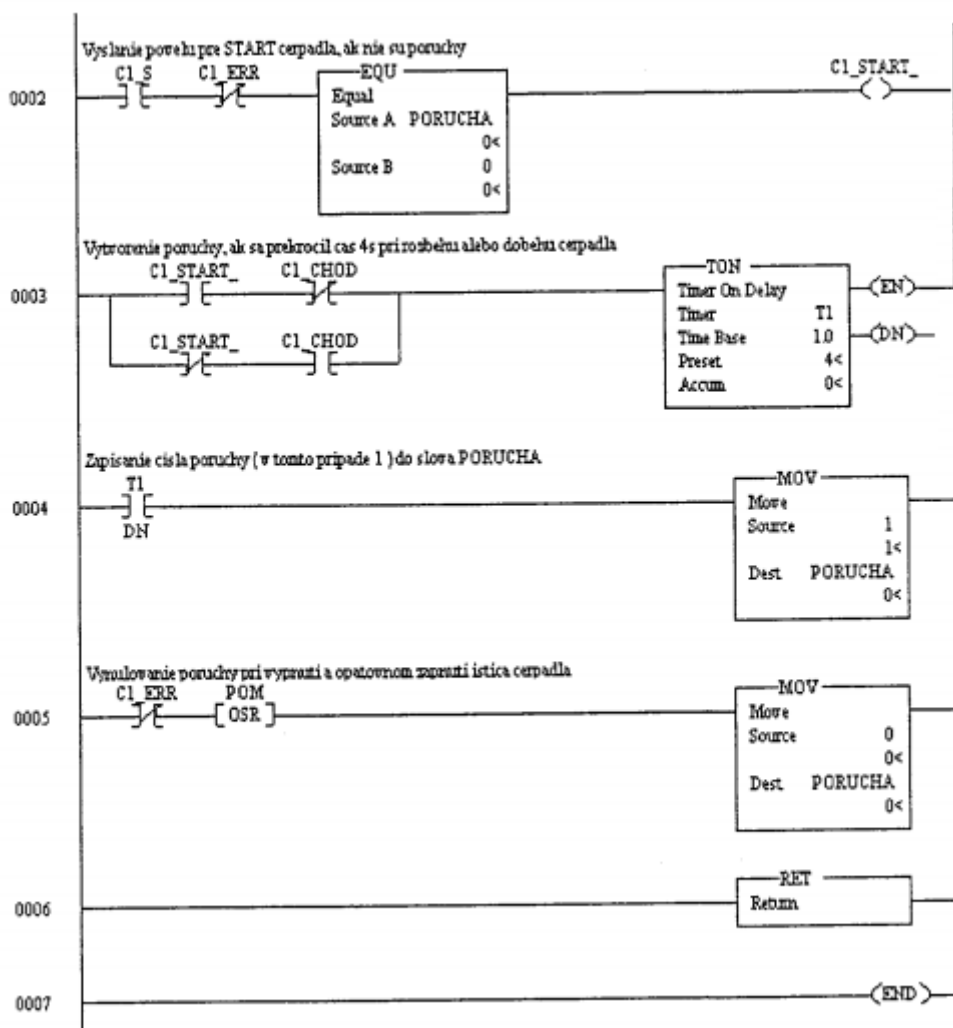 Vyslanie povelu pre START cerpadla, ak nie su poruchy
C1_S C1_ERR EQU C1_START_
0002
Equal
Source A PORUCHA
0<
Source B 0
0<
Vytvorenie poruchy, ak sa prekrocil cas 4s pri rozbehu alebo dobehu cerpadla
C1_START_ C1_CHOD TON
0003
Timer On Delay (EN)
Timer T1
C1_START_ C1_CHOD
Time Base 1.0 (DN)
Preset 4<
Accum 0<
Zapisanie cisla poruchy ( v tomto pripade 1 ) do slova PORUCHA
T1 MOV
0004
DN
Move
Source 1
1<
Dest PORUCHA
0<
Vynulovanie poruchy pri vypnuti a opatovnom zapnuti istica cerpadla
C1_ERR POM MOV
0005
[ OSR ]
Move
Source 0
0<
Dest PORUCHA
0<
RET
0006
Return
0007
(END)